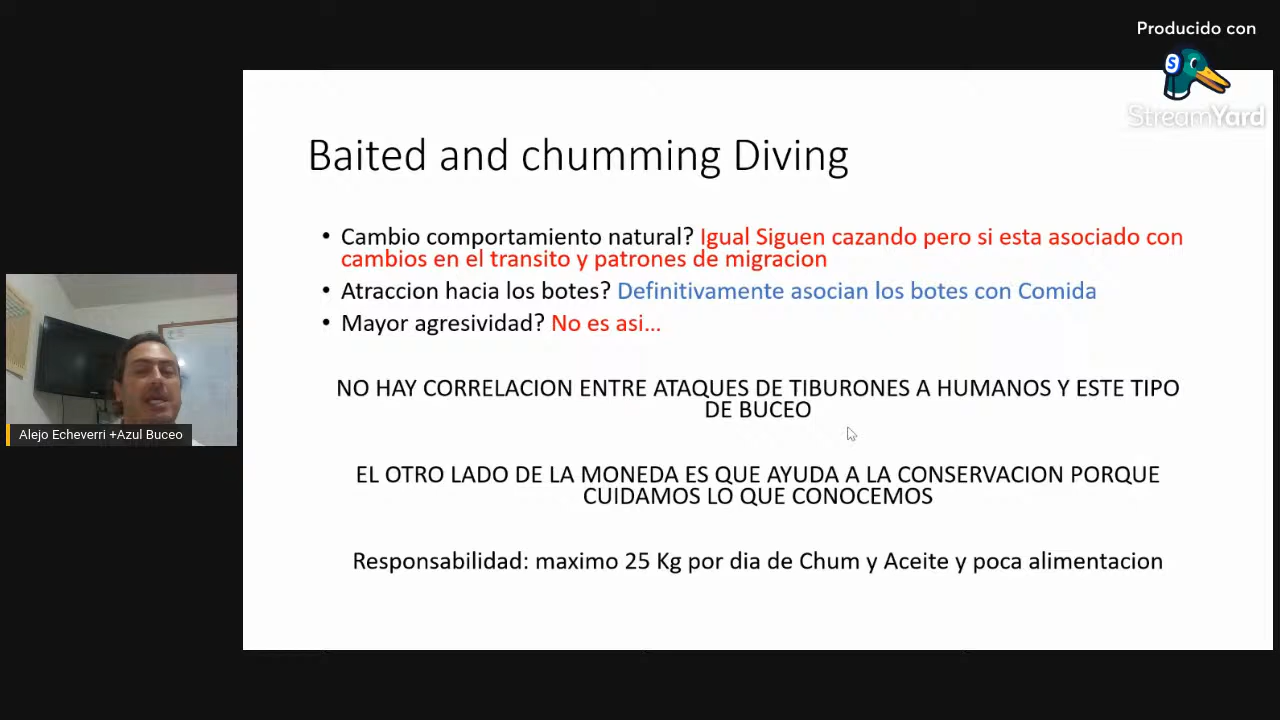 Producido con
StreamYard
Baited and chumming Diving
• Cambio comportamiento natural? Igual Siguen cazando pero si esta asociado con
cambios en el transito y patrones de migracion
• Atraccion hacia los botes? Definitivamente asocian los botes con Comida
• Mayor agresividad? No es asi...
NO HAY CORRELACION ENTRE ATAQUES DE TIBURONES A HUMANOS Y ESTE TIPO
DE BUCEO
EL OTRO LADO DE LA MONEDA ES QUE AYUDA A LA CONSERVACION PORQUE
CUIDAMOS LO QUE CONOCEMOS
Responsabilidad: maximo 25 Kg por dia de Chum y Aceite y poca alimentacion
Alejo Echeverri +Azul Buceo